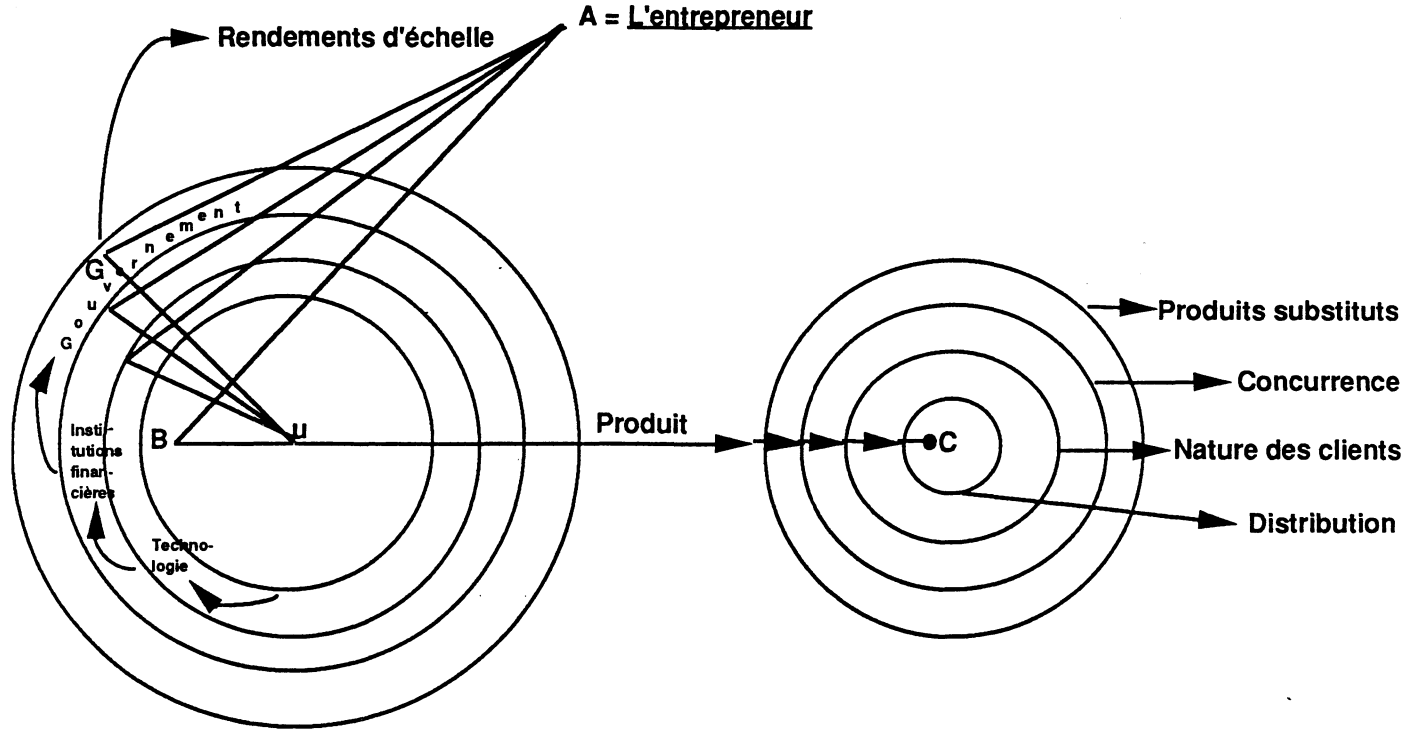 A = L'entrepreneur
Rendements d'échelle
Gouvernement
G
Produits substituts
Concurrence
Produit
B
µ
C
Insti-
tutions
finan-
cières
Nature des clients
Distribution
Techno-
logie